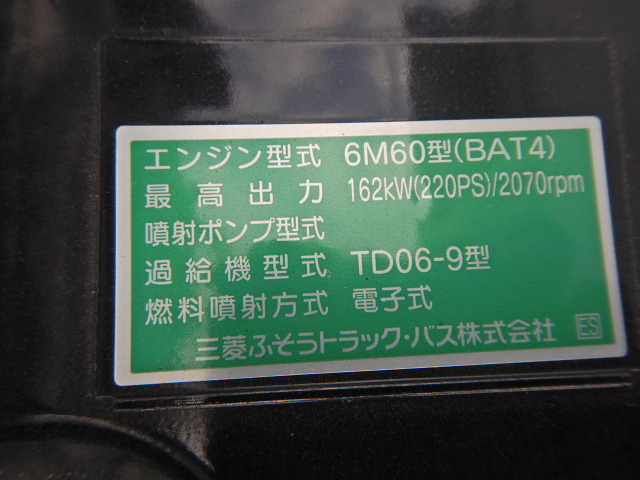 エンジン型式 6M60型(BAT4)
最高出力 162kW(220PS)/2070rpm
噴射ポンプ型式
過給機型式 TD06-9型
燃料噴射方式 電子式
三菱ふそうトラック・バス株式会社 ES